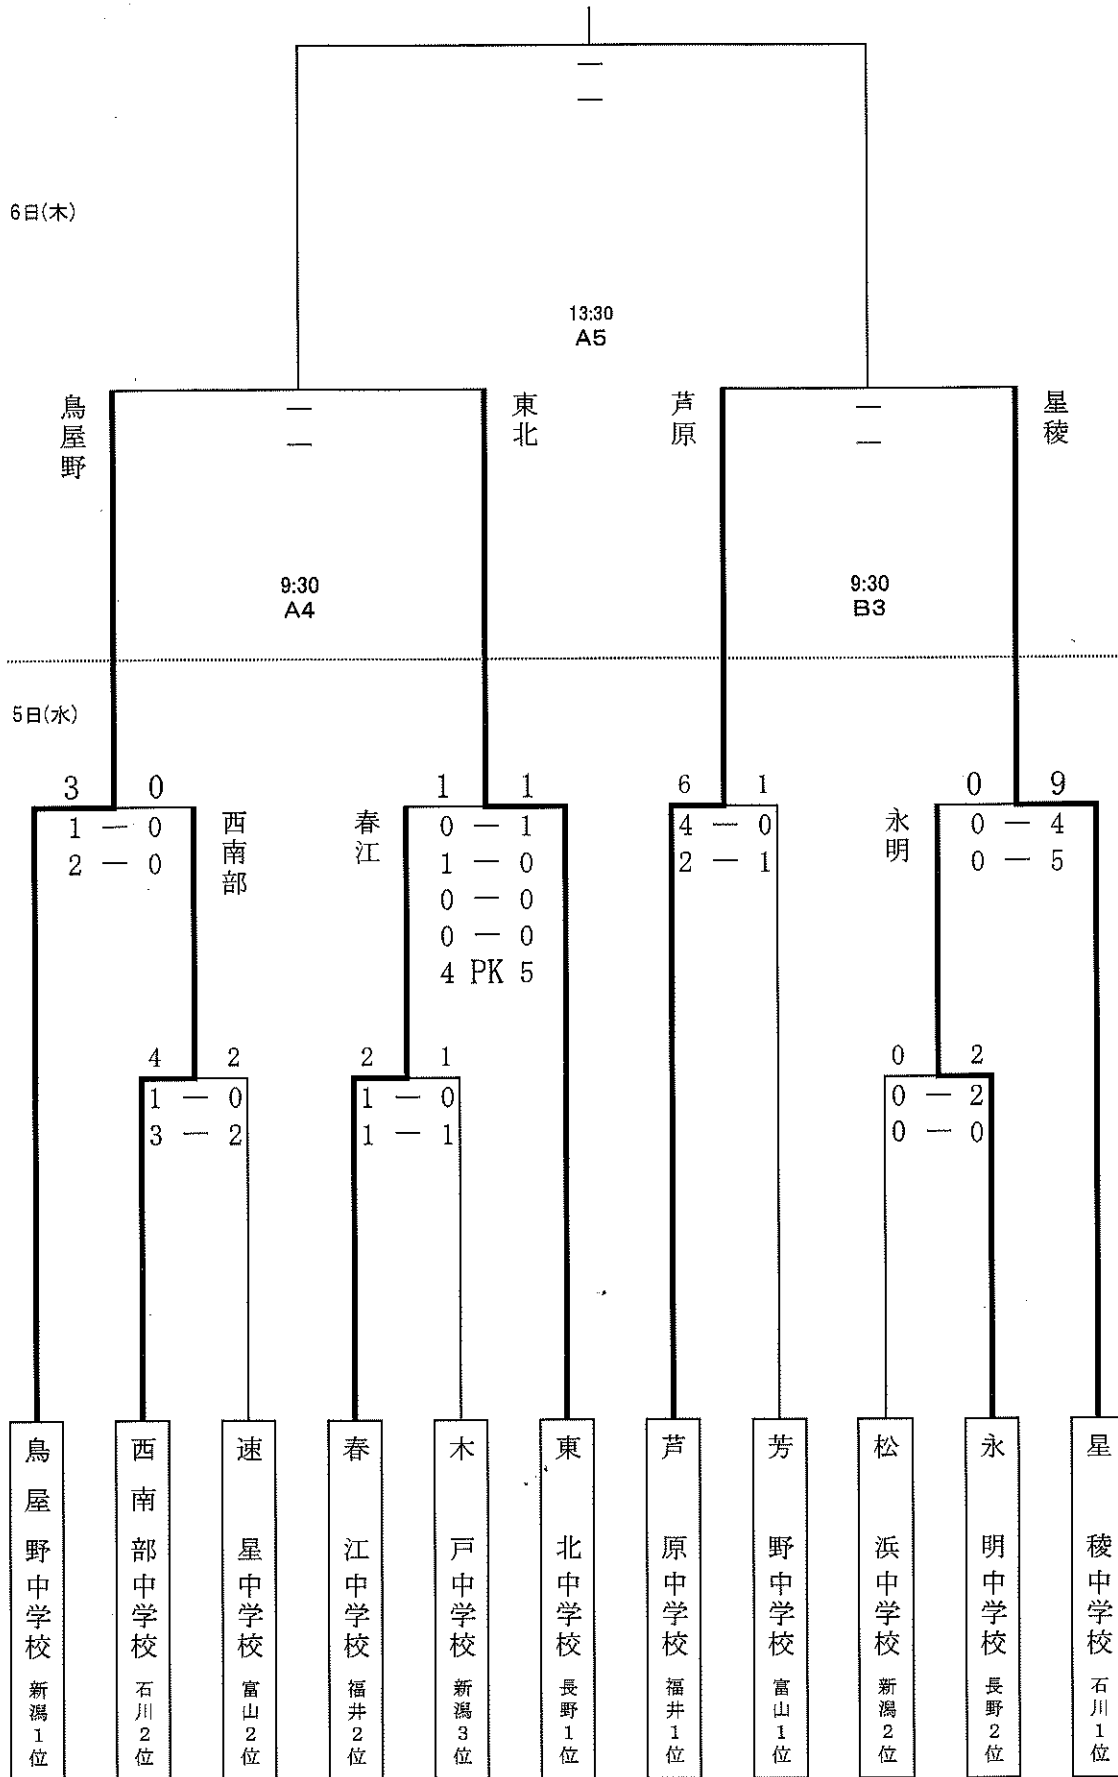 —
—
6日(木)
13:30
A5
鳥屋野
東北
芦原
星稜
—
—
—
—
9:30
A4
9:30
B3
5日(水)
3 0
1 — 0
2 — 0
西南部
春江
1 1
0 — 1
1 — 0
0 — 0
0 — 0
4 PK 5
6 1
4 — 0
2 — 1
永明
0 9
0 — 4
0 — 5
4 2
1 — 0
3 — 2
2 1
1 — 0
1 — 1
0 2
0 — 2
0 — 0
鳥屋野中学校 新潟1位
西南部中学校 石川2位
速星中学校 富山2位
春江中学校 福井2位
木戸中学校 新潟3位
東北中学校 長野1位
芦原中学校 福井1位
芳野中学校 富山1位
松浜中学校 新潟2位
永明中学校 長野2位
星稜中学校 石川1位